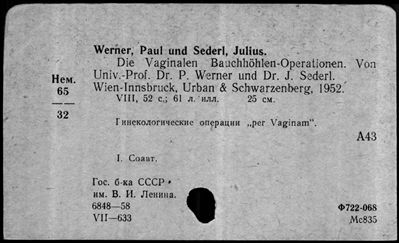 Werner, Paul und Sederl, Julius.
Die Vaginalen Bauchhöhlen-Operationen. Von
Univ.-Prof. Dr. P. Werner und Dr. J. Sederl.
Wien-Innsbruck, Urban & Schwarzenberg, 1952.
VIII, 52 с.; 61 л. илл. 25 см.
Нем.
65
32
Гинекологические операции „per Vaginam“.
А43
I. Соавт.
Гос. б-ка СССР
им. В. И. Ленина.
6848—58
VII—633
Ф722-068
Мс835